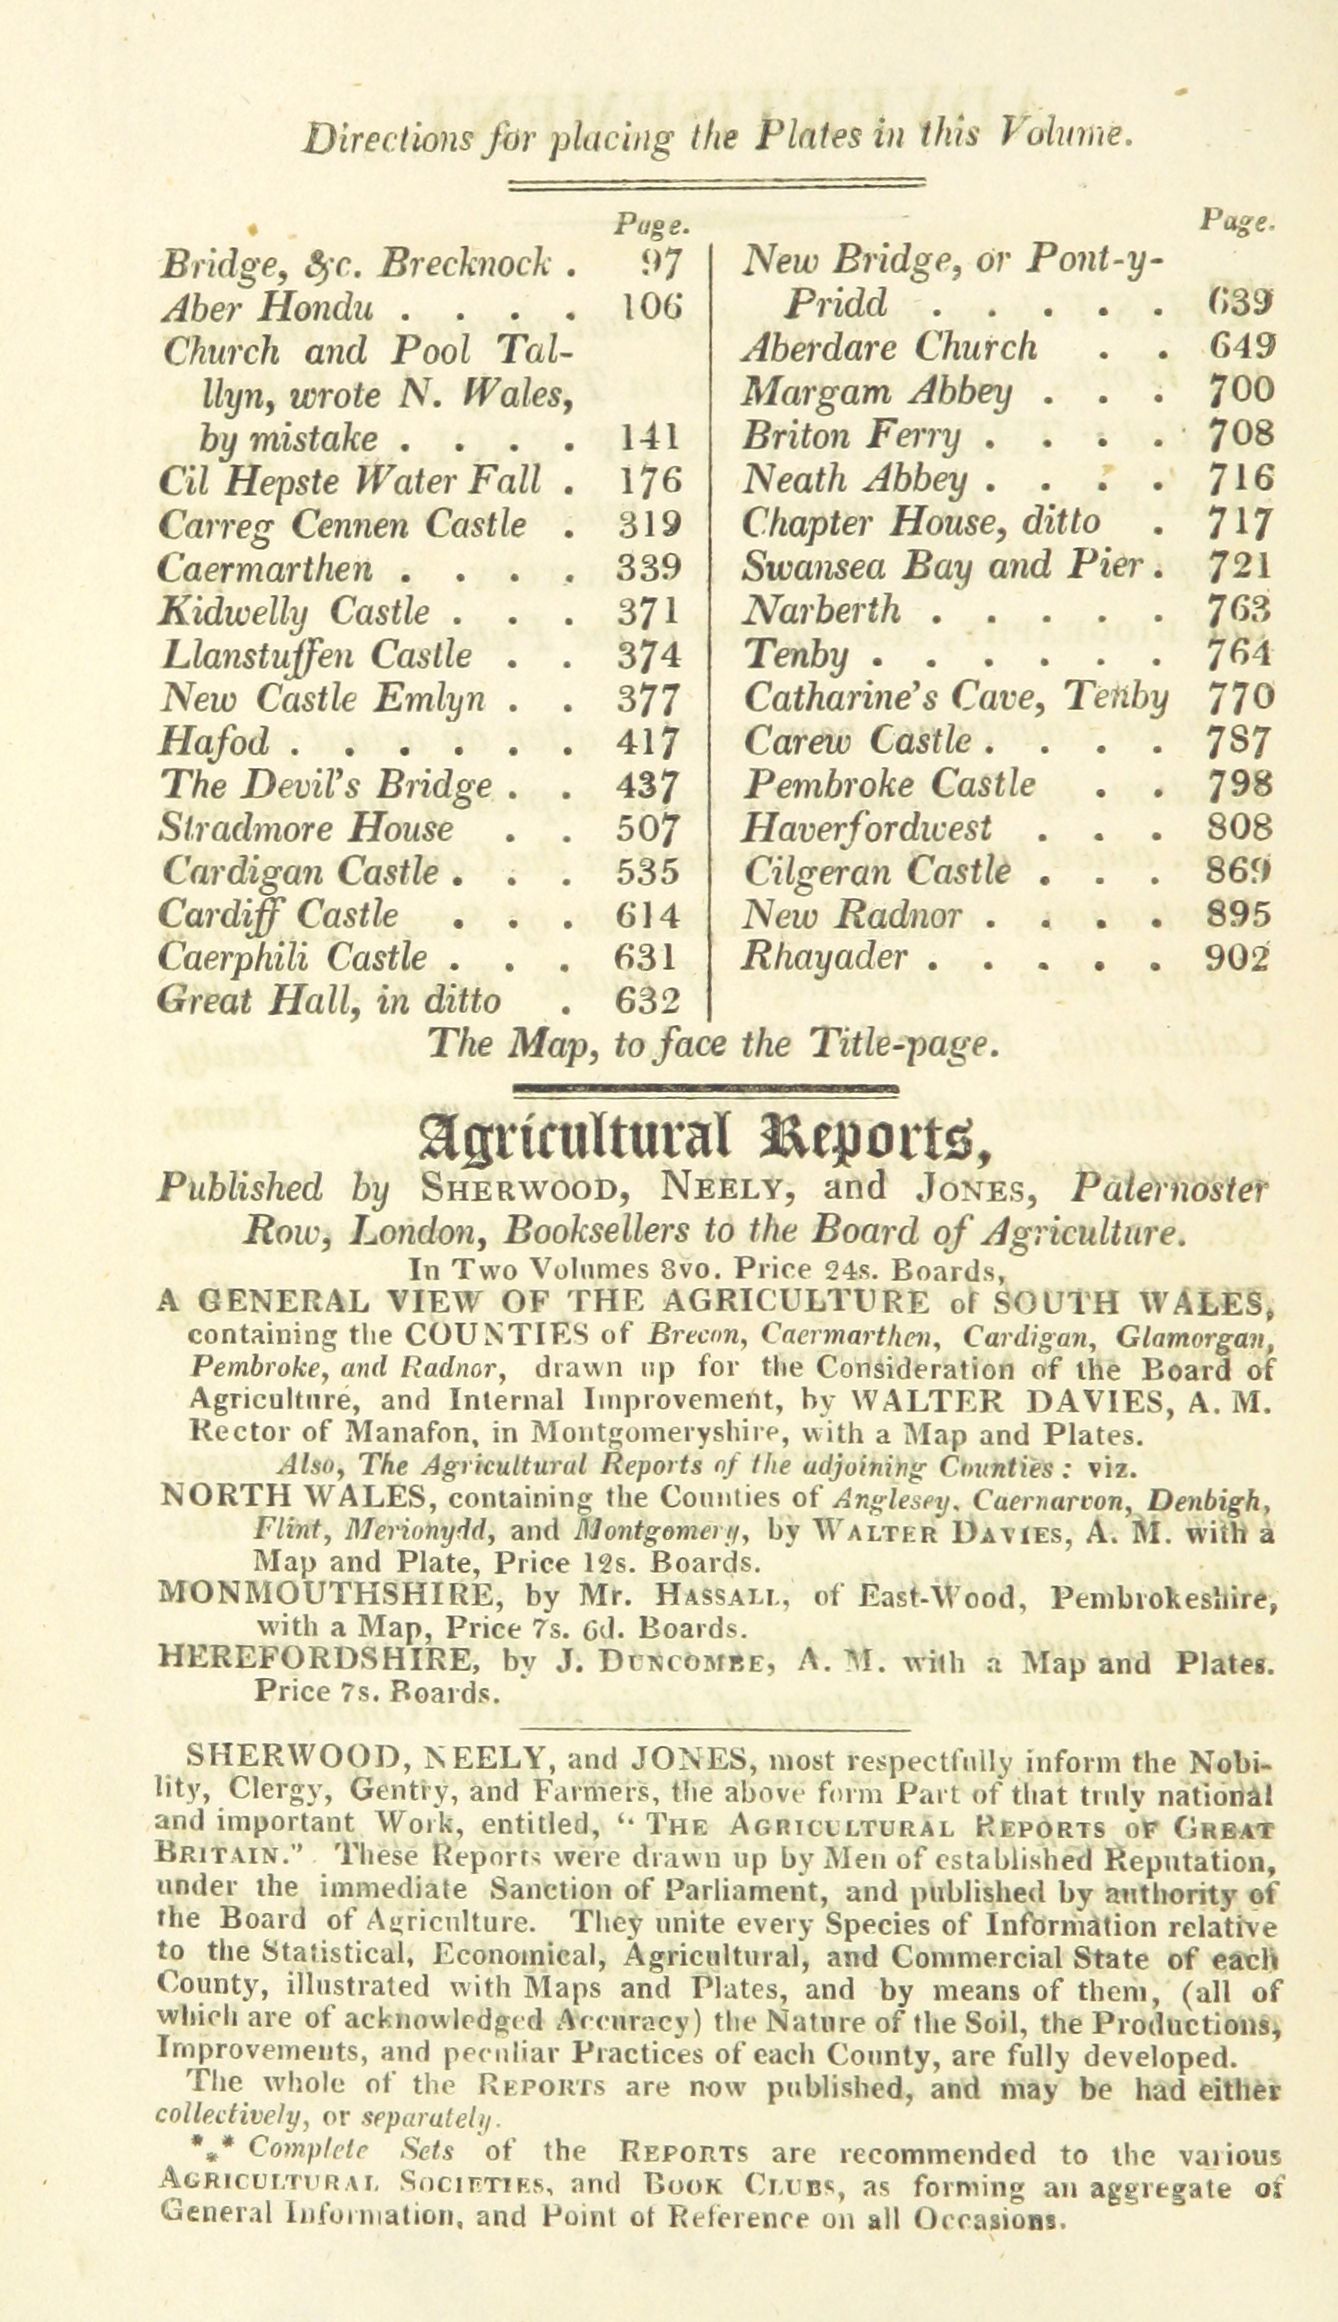 Directions for placing the Plates in this Volume.
Page.
Bridge, &c. Brecknock . 97
Aber Hondu . . . . 106
Church and Pool Tal-
llyn, wrote N. Wales,
by mistake . . . . 141
Cil Hepste Water Fall . 176
Carreg Cennen Castle . 319
Caermarthen . . . . 339
Kidwelly Castle . . . 371
Llanstuffen Castle . . 374
New Castle Emlyn . . 377
Hafod . . . . . . 417
The Devil's Bridge . . 437
Stradmore House . . 507
Cardigan Castle . . . 535
Cardiff Castle . . . 614
Caerphili Castle . . . 631
Great Hall, in ditto . 632
Page.
New Bridge, or Pont-y-
Pridd . . . . . 639
Aberdare Church . . 649
Margam Abbey . . . 700
Briton Ferry . . . . 708
Neath Abbey . . . . 716
Chapter House, ditto . 717
Swansea Bay and Pier . 721
Narberth . . . . . 763
Tenby . . . . . . 764
Catharine's Cave, Tenby 770
Carew Castle . . . . 787
Pembroke Castle . . 798
Haverfordwest . . . 808
Cilgeran Castle . . . 869
New Radnor . . . . 895
Rhayader . . . . . 902
The Map, to face the Title-page.
Agricultural Reports,
Published by SHERWOOD, NEELY, and JONES, Paternoster
Row, London, Booksellers to the Board of Agriculture.
In Two Volumes 8vo. Price 24s. Boards,
A GENERAL VIEW OF THE AGRICULTURE of SOUTH WALES,
containing the COUNTIES of Brecon, Caermarthen, Cardigan, Glamorgan,
Pembroke, and Radnor, drawn up for the Consideration of the Board of
Agriculture, and Internal Improvement, by WALTER DAVIES, A. M.
Rector of Manafon, in Montgomeryshire, with a Map and Plates.
Also, The Agricultural Reports of the adjoining Counties: viz.
NORTH WALES, containing the Counties of Anglesey, Caernarvon, Denbigh,
Flint, Merionydd, and Montgomery, by WALTER DAVIES, A. M. with a
Map and Plate, Price 12s. Boards.
MONMOUTHSHIRE, by Mr. HASSALL, of East-Wood, Pembrokeshire,
with a Map, Price 7s. 6d. Boards.
HEREFORDSHIRE, by J. DUNCOMBE, A. M. with a Map and Plates.
Price 7s. Boards.
SHERWOOD, NEELY, and JONES, most respectfully inform the Nobi-
lity, Clergy, Gentry, and Farmers, the above form Part of that truly national
and important Work, entitled, "THE AGRICULTURAL REPORTS OF GREAT
BRITAIN." These Reports were drawn up by Men of established Reputation,
under the immediate Sanction of Parliament, and published by authority of
the Board of Agriculture. They unite every Species of Information relative
to the Statistical, Economical, Agricultural, and Commercial State of each
County, illustrated with Maps and Plates, and by means of them, (all of
which are of acknowledged Accuracy) the Nature of the Soil, the Productions,
Improvements, and peculiar Practices of each County, are fully developed.
The whole of the REPORTS are now published, and may be had either
collectively, or separately.
*** Complete Sets of the REPORTS are recommended to the various
AGRICULTURAL SOCIETIES, and BOOK CLUBS, as forming an aggregate of
General Information, and Point of Reference on all Occasions.